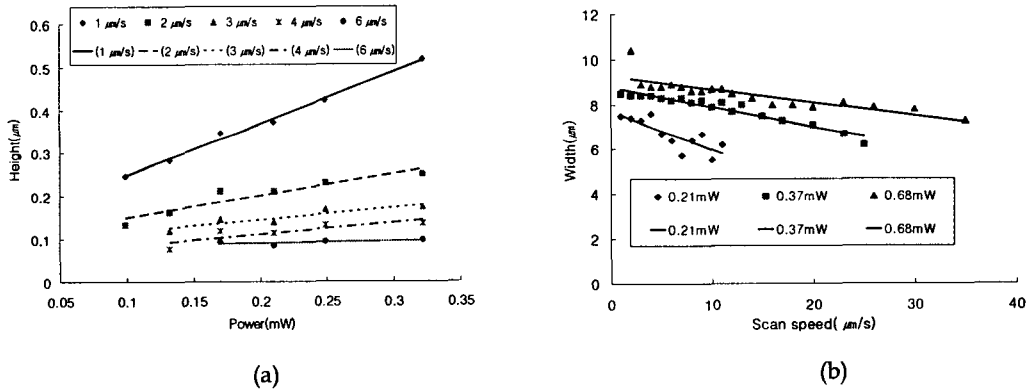 1 μm/s 2 μm/s 3 μm/s 4 μm/s 6 μm/s
(1 μm/s) (2 μm/s) (3 μm/s) (4 μm/s) (6 μm/s)
0.6
0.5
0.4
0.3
0.2
0.1
0
Height(μm)
0.05 0.1 0.15 0.2 0.25 0.3 0.35
Power(mW)
(a)
12
10
8
6
4
2
0
Width(μm)
0.21mW 0.37mW 0.68mW
0.21mW 0.37mW 0.68mW
0 10 20 30 40
Scan speed( μm/s)
(b)